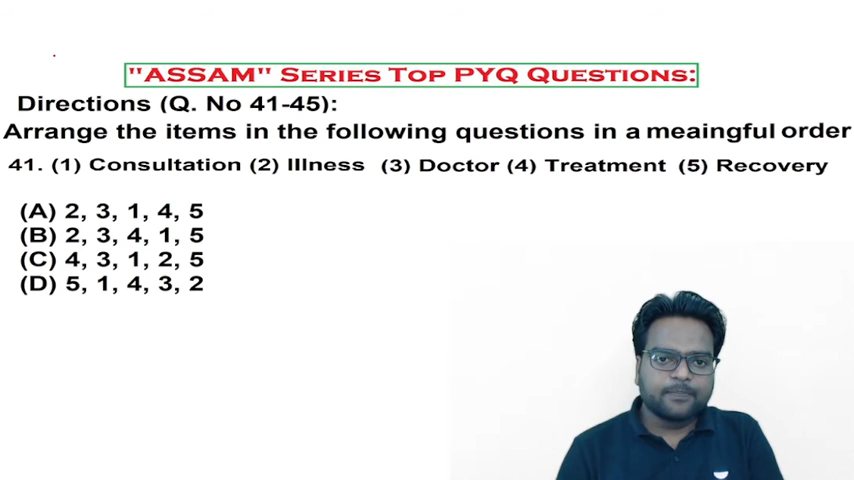 "ASSAM" SERIES TOP PYQ QUESTIONS:
Directions (Q. No 41-45):
Arrange the items in the following questions in a meaingful order
41. (1) Consultation (2) Illness (3) Doctor (4) Treatment (5) Recovery
(A) 2, 3, 1, 4, 5
(B) 2, 3, 4, 1, 5
(C) 4, 3, 1, 2, 5
(D) 5, 1, 4, 3, 2